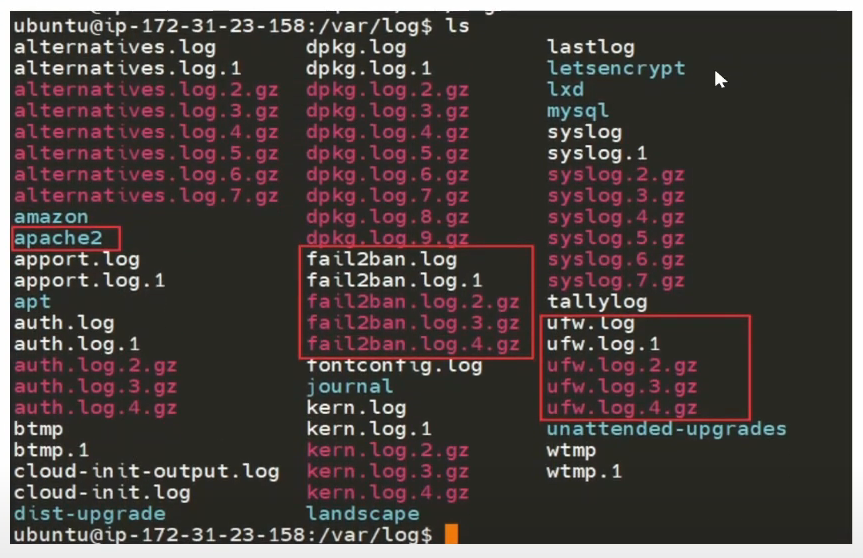 ubuntu@ip-172-31-23-158:/var/log$ ls
alternatives.log dpkg.log lastlog
alternatives.log.1 dpkg.log.1 letsencrypt
alternatives.log.2.gz dpkg.log.2.gz lxd
alternatives.log.3.gz dpkg.log.3.gz mysql
alternatives.log.4.gz dpkg.log.4.gz syslog
alternatives.log.5.gz dpkg.log.5.gz syslog.1
alternatives.log.6.gz dpkg.log.6.gz syslog.2.gz
alternatives.log.7.gz dpkg.log.7.gz syslog.3.gz
amazon dpkg.log.8.gz syslog.4.gz
apache2 dpkg.log.9.gz syslog.5.gz
apport.log fail2ban.log syslog.6.gz
apport.log.1 fail2ban.log.1 syslog.7.gz
apt fail2ban.log.2.gz tallylog
auth.log fail2ban.log.3.gz ufw.log
auth.log.1 fail2ban.log.4.gz ufw.log.1
auth.log.2.gz fontconfig.log ufw.log.2.gz
auth.log.3.gz journal ufw.log.3.gz
auth.log.4.gz kern.log ufw.log.4.gz
btmp kern.log.1 unattended-upgrades
btmp.1 kern.log.2.gz wtmp
cloud-init-output.log kern.log.3.gz wtmp.1
cloud-init.log kern.log.4.gz
dist-upgrade landscape
ubuntu@ip-172-31-23-158:/var/log$